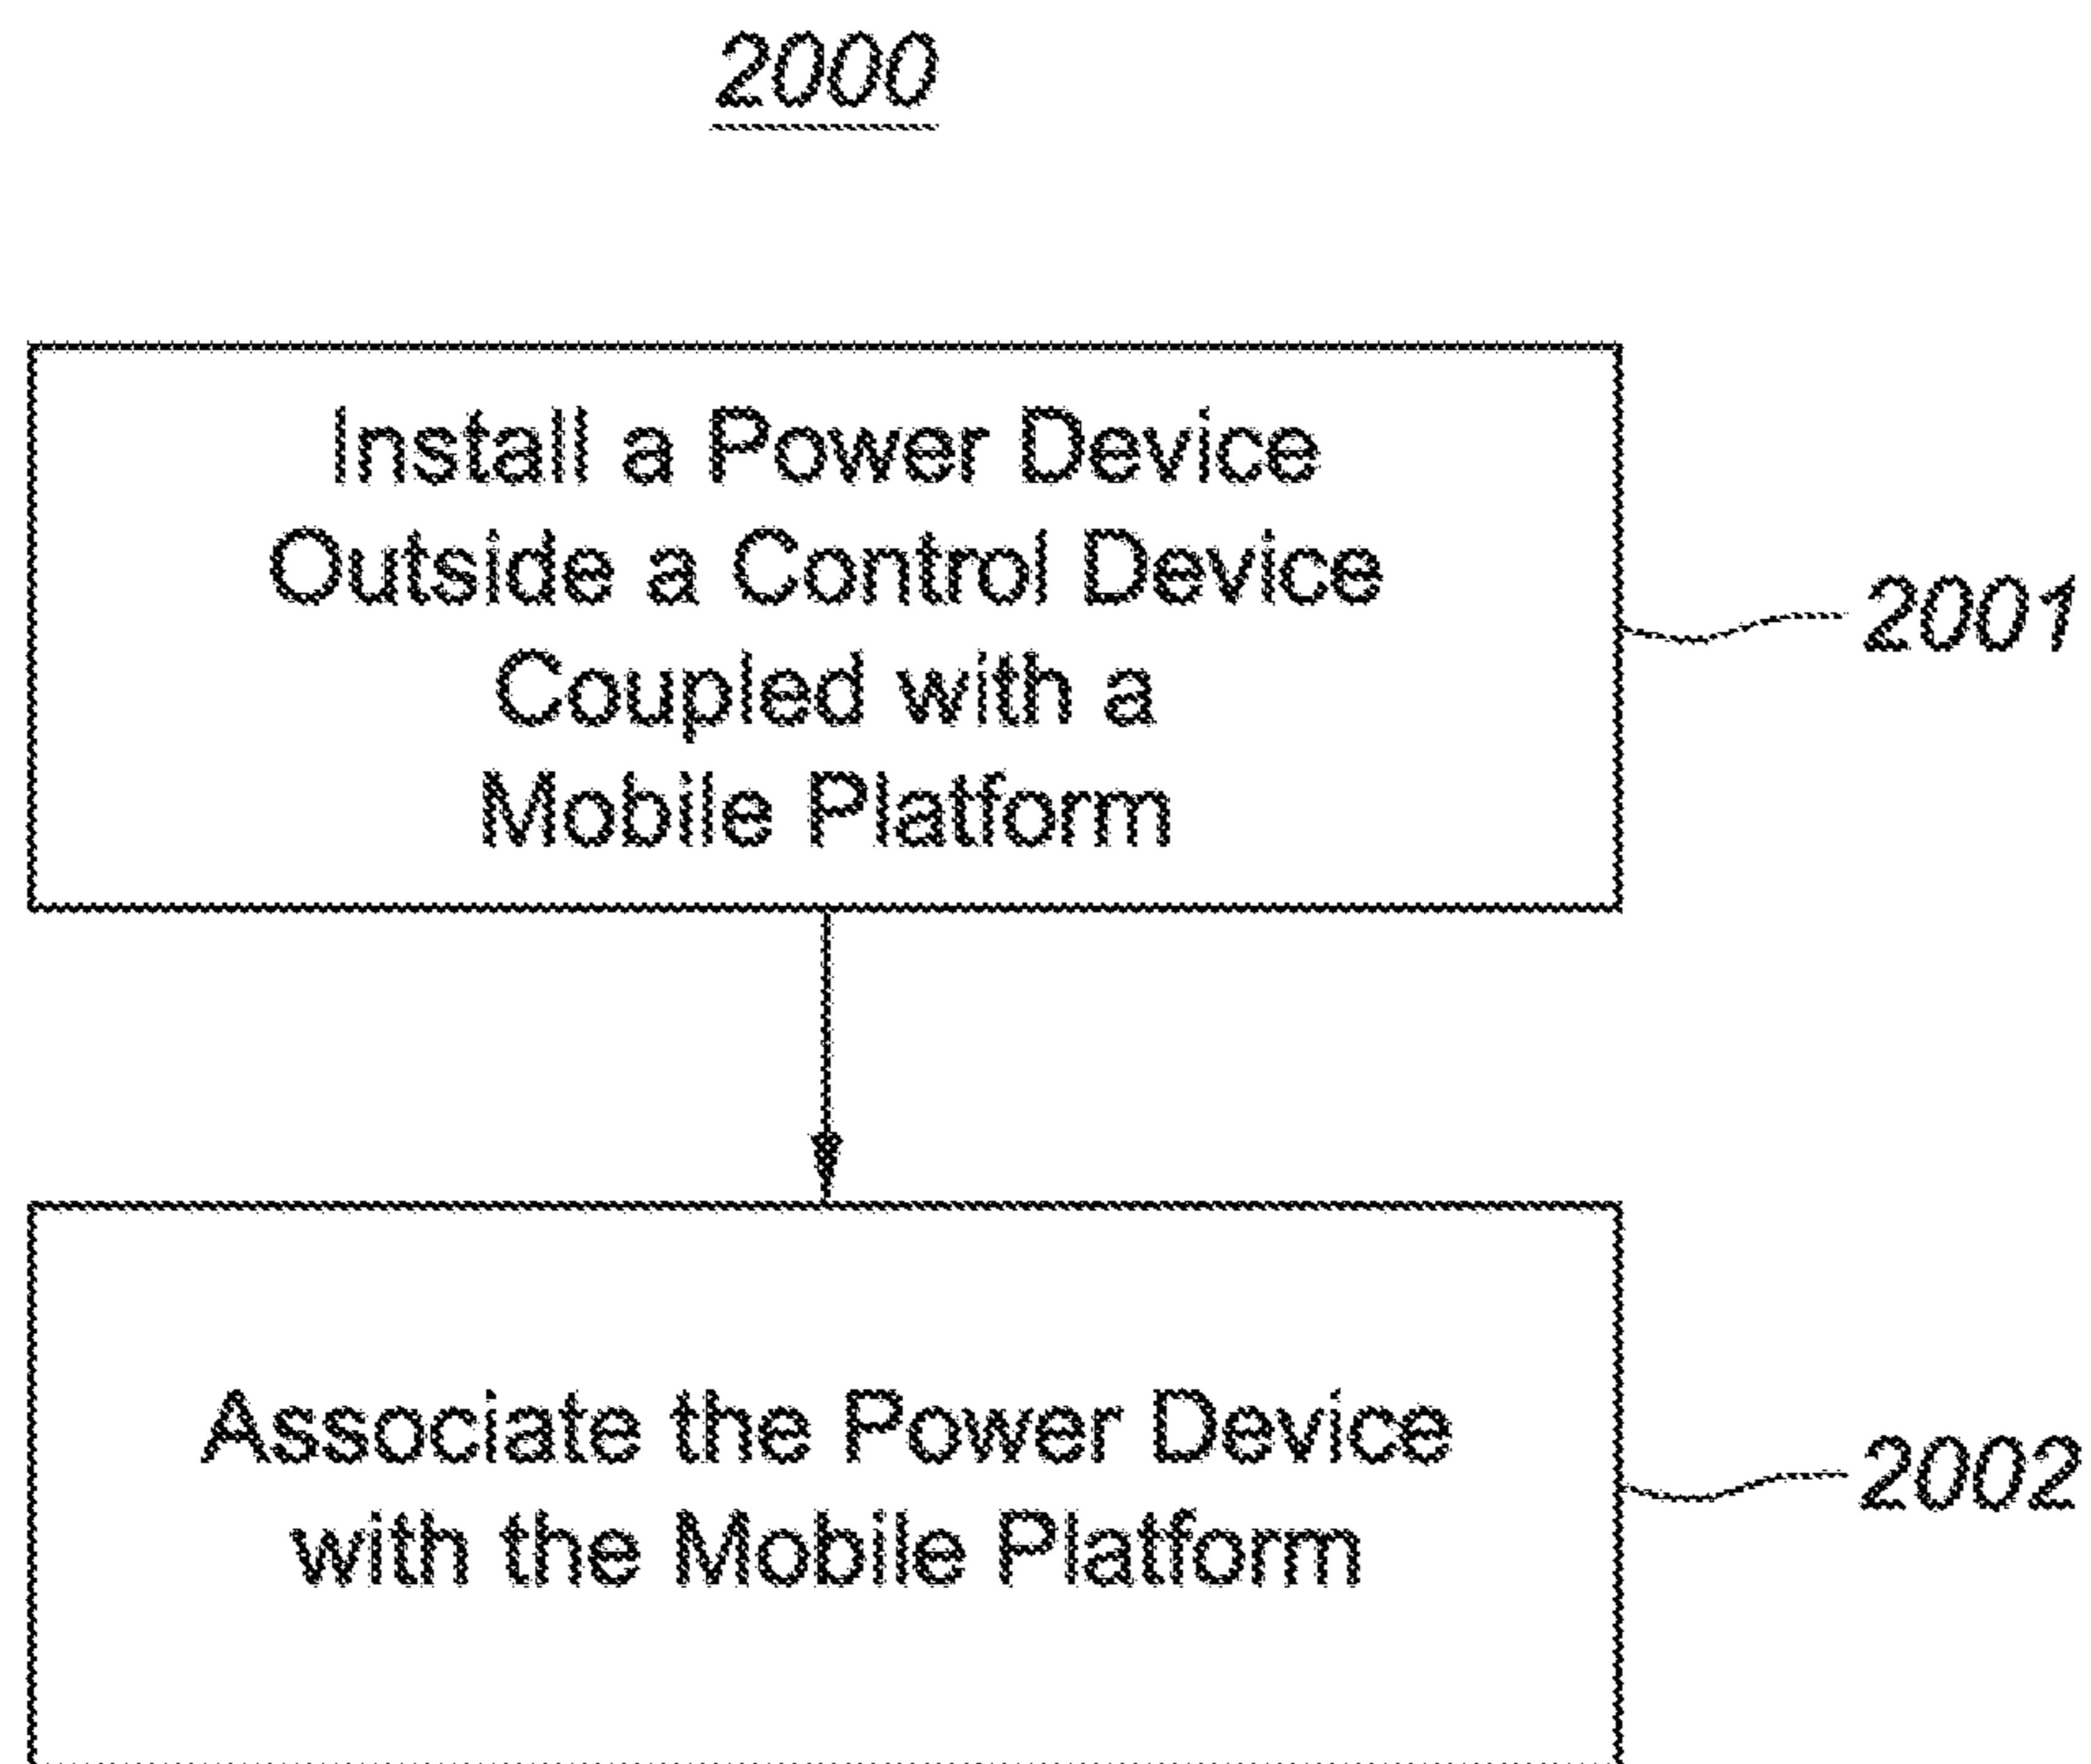 2000
Install a Power Device
Outside a Control Device
Coupled with a
Mobile Platform
2001
Associate the Power Device
with the Mobile Platform
2002